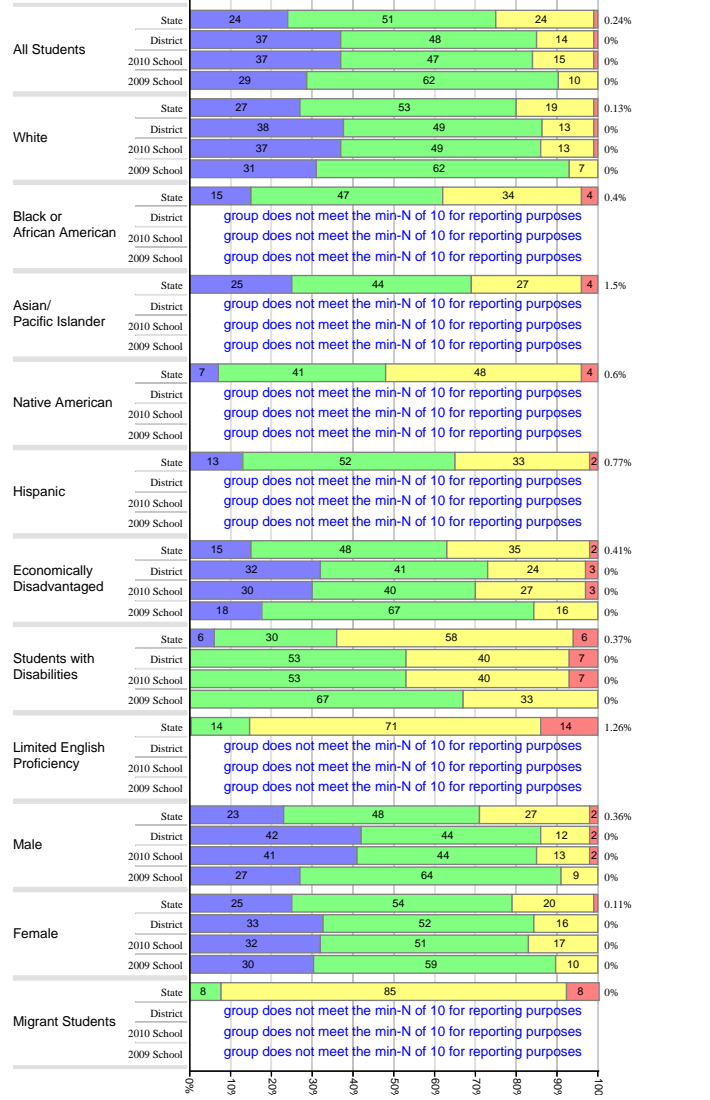 State 24 51 24 0.24%
All Students
District 37 48 14 0%
2010 School 37 47 15 0%
2009 School 29 62 10 0%
State 27 53 19 0.13%
White
District 38 49 13 0%
2010 School 37 49 13 0%
2009 School 31 62 7 0%
State 15 47 34 4 0.4%
Black or
African American
District group does not meet the min-N of 10 for reporting purposes
2010 School group does not meet the min-N of 10 for reporting purposes
2009 School group does not meet the min-N of 10 for reporting purposes
State 25 44 27 4 1.5%
Asian/
Pacific Islander
District group does not meet the min-N of 10 for reporting purposes
2010 School group does not meet the min-N of 10 for reporting purposes
2009 School group does not meet the min-N of 10 for reporting purposes
State 7 41 48 4 0.6%
Native American
District group does not meet the min-N of 10 for reporting purposes
2010 School group does not meet the min-N of 10 for reporting purposes
2009 School group does not meet the min-N of 10 for reporting purposes
State 13 52 33 2 0.77%
Hispanic
District group does not meet the min-N of 10 for reporting purposes
2010 School group does not meet the min-N of 10 for reporting purposes
2009 School group does not meet the min-N of 10 for reporting purposes
State 15 48 35 2 0.41%
Economically
Disadvantaged
District 32 41 24 3 0%
2010 School 30 40 27 3 0%
2009 School 18 67 16 0%
State 6 30 58 6 0.37%
Students with
Disabilities
District 53 40 7 0%
2010 School 53 40 7 0%
2009 School 67 33 0%
State 14 71 14 1.26%
Limited English
Proficiency
District group does not meet the min-N of 10 for reporting purposes
2010 School group does not meet the min-N of 10 for reporting purposes
2009 School group does not meet the min-N of 10 for reporting purposes
State 23 48 27 2 0.36%
Male
District 42 44 12 2 0%
2010 School 41 44 13 2 0%
2009 School 27 64 9 0%
State 25 54 20 0.11%
Female
District 33 52 16 0%
2010 School 32 51 17 0%
2009 School 30 59 10 0%
State 8 85 8 0%
Migrant Students
District group does not meet the min-N of 10 for reporting purposes
2010 School group does not meet the min-N of 10 for reporting purposes
2009 School group does not meet the min-N of 10 for reporting purposes
0% 10% 20% 30% 40% 50% 60% 70% 80% 90% 100